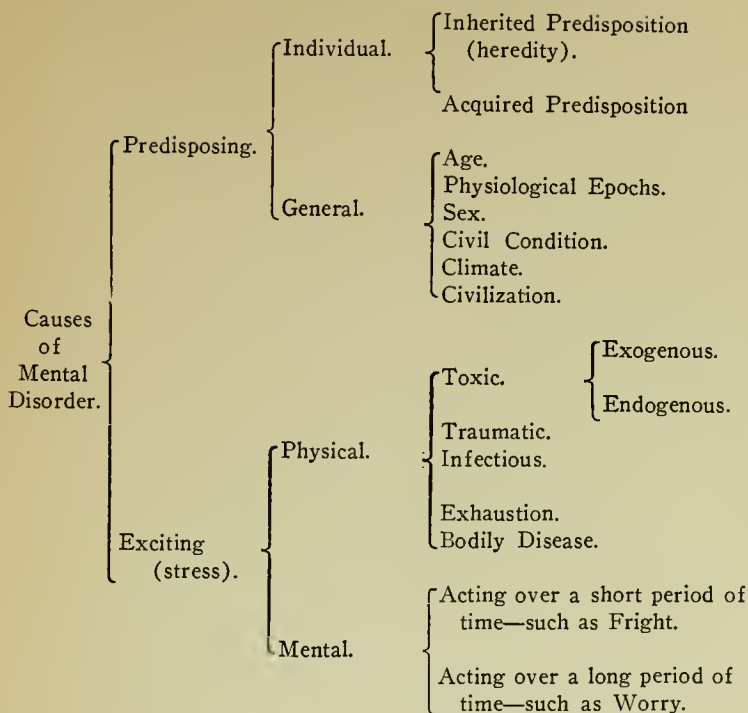 Causes
of
Mental
Disorder.
Predisposing.
Individual.
Inherited Predisposition
(heredity).
Acquired Predisposition
General.
Age.
Physiological Epochs.
Sex.
Civil Condition.
Climate.
Civilization.
Exciting
(stress).
Physical.
Toxic.
Exogenous.
Endogenous.
Traumatic.
Infectious.
Exhaustion.
Bodily Disease.
Mental.
Acting over a short period of
time—such as Fright.
Acting over a long period of
time—such as Worry.